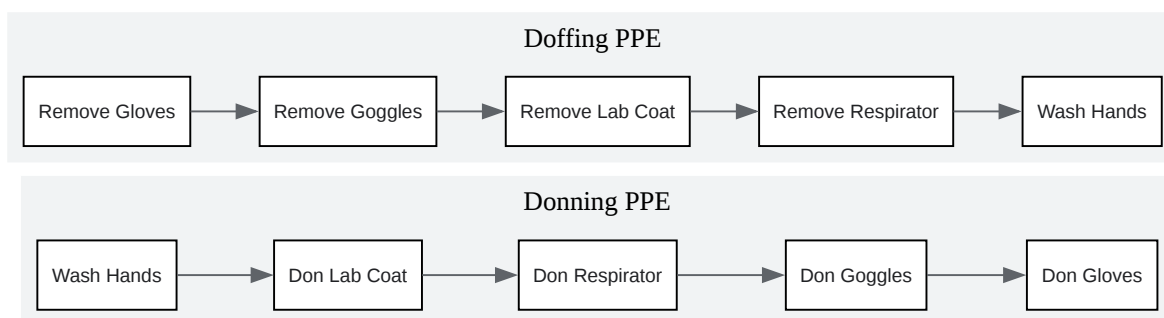 Doffing PPE
Remove Gloves
Remove Goggles
Remove Lab Coat
Remove Respirator
Wash Hands
Donning PPE
Wash Hands
Don Lab Coat
Don Respirator
Don Goggles
Don Gloves